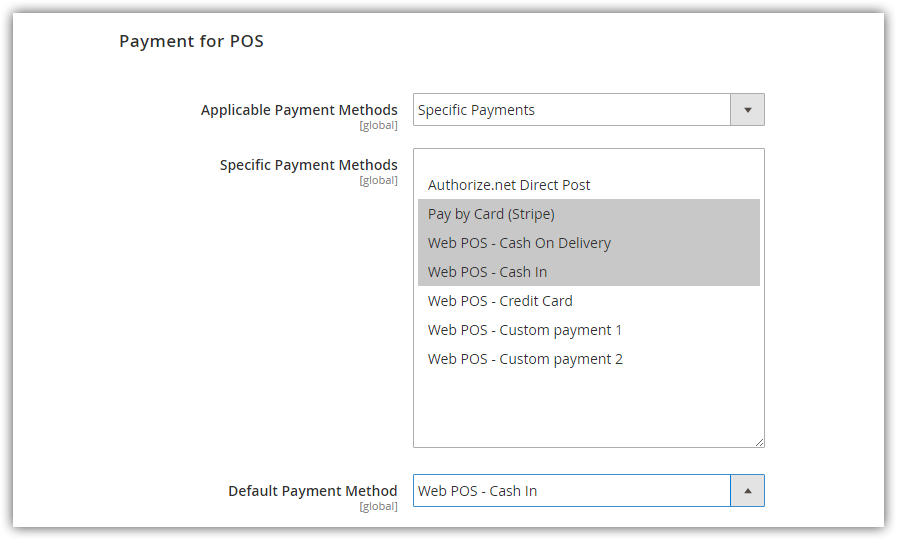 Payment for POS
Applicable Payment Methods
[global]
Specific Payments
Specific Payment Methods
[global]
Authorize.net Direct Post
Pay by Card (Stripe)
Web POS - Cash On Delivery
Web POS - Cash In
Web POS - Credit Card
Web POS - Custom payment 1
Web POS - Custom payment 2
Default Payment Method
[global]
Web POS - Cash In